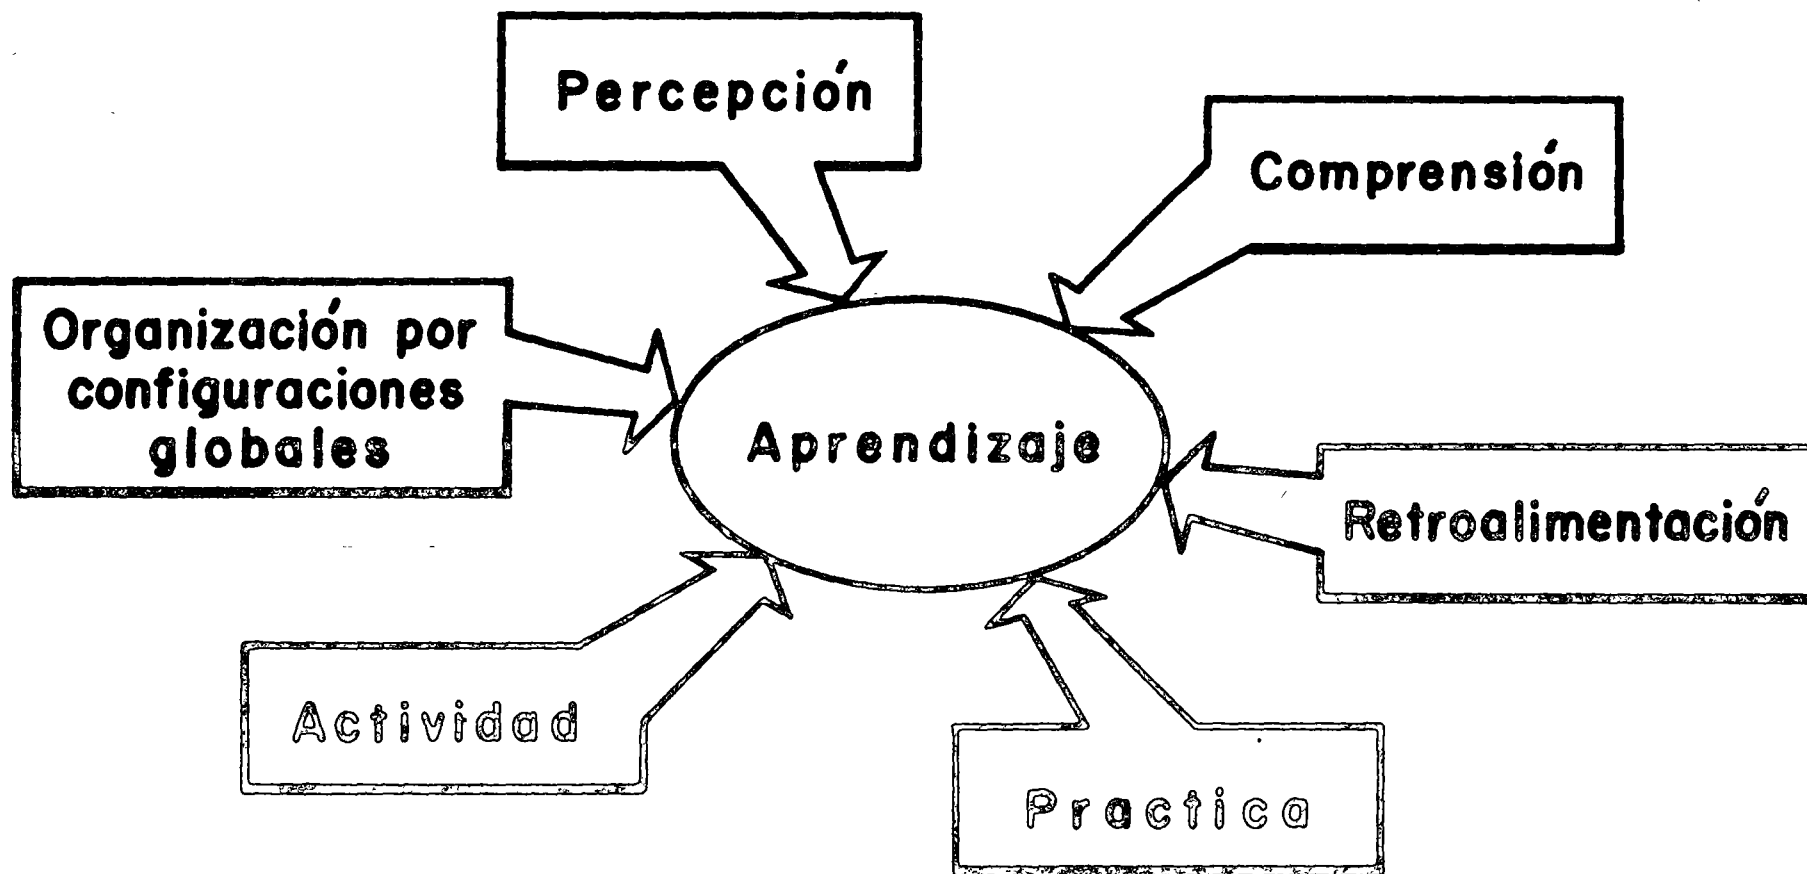 Percepción
Comprensión
Organización por
configuraciones
globales
Aprendizaje
Retroalimentación
Actividad
Practica